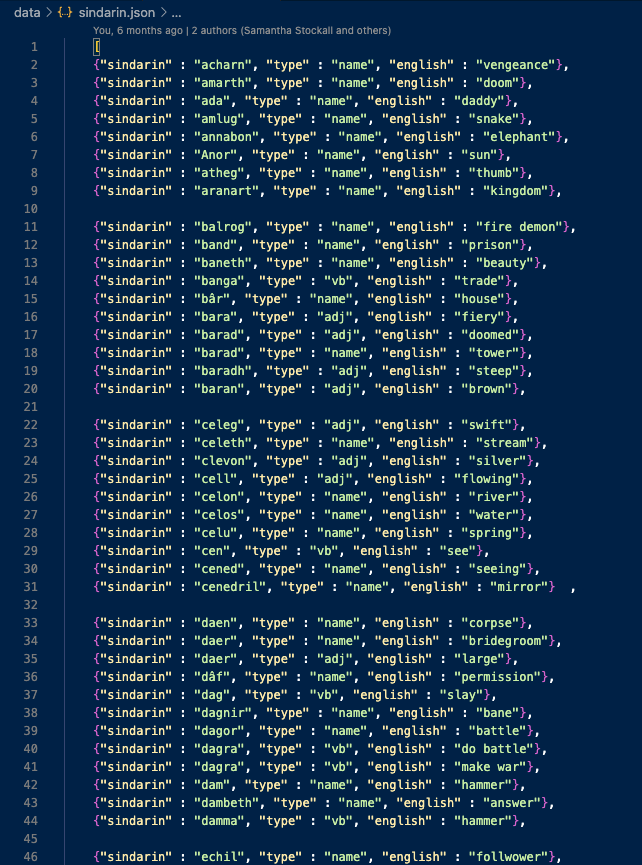 data > {..} sindarin.json > ...
You, 6 months ago | 2 authors (Samantha Stockall and others)
1 [
2 {"sindarin" : "acharn", "type" : "name", "english" : "vengeance"},
3 {"sindarin" : "amarth", "type" : "name", "english" : "doom"},
4 {"sindarin" : "ada", "type" : "name", "english" : "daddy"},
5 {"sindarin" : "amlug", "type" : "name", "english" : "snake"},
6 {"sindarin" : "annabon", "type" : "name", "english" : "elephant"},
7 {"sindarin" : "Anor", "type" : "name", "english" : "sun"},
8 {"sindarin" : "atheg", "type" : "name", "english" : "thumb"},
9 {"sindarin" : "aranart", "type" : "name", "english" : "kingdom"},
10
11 {"sindarin" : "balrog", "type" : "name", "english" : "fire demon"},
12 {"sindarin" : "band", "type" : "name", "english" : "prison"},
13 {"sindarin" : "baneth", "type" : "name", "english" : "beauty"},
14 {"sindarin" : "banga", "type" : "vb", "english" : "trade"},
15 {"sindarin" : "bâr", "type" : "name", "english" : "house"},
16 {"sindarin" : "bara", "type" : "adj", "english" : "fiery"},
17 {"sindarin" : "barad", "type" : "adj", "english" : "doomed"},
18 {"sindarin" : "barad", "type" : "name", "english" : "tower"},
19 {"sindarin" : "baradh", "type" : "adj", "english" : "steep"},
20 {"sindarin" : "baran", "type" : "adj", "english" : "brown"},
21
22 {"sindarin" : "celeg", "type" : "adj", "english" : "swift"},
23 {"sindarin" : "celeth", "type" : "name", "english" : "stream"},
24 {"sindarin" : "clevon", "type" : "adj", "english" : "silver"},
25 {"sindarin" : "cell", "type" : "adj", "english" : "flowing"},
26 {"sindarin" : "celon", "type" : "name", "english" : "river"},
27 {"sindarin" : "celos", "type" : "name", "english" : "water"},
28 {"sindarin" : "celu", "type" : "name", "english" : "spring"},
29 {"sindarin" : "cen", "type" : "vb", "english" : "see"},
30 {"sindarin" : "cened", "type" : "name", "english" : "seeing"},
31 {"sindarin" : "cenedril", "type" : "name", "english" : "mirror"} ,
32
33 {"sindarin" : "daen", "type" : "name", "english" : "corpse"},
34 {"sindarin" : "daer", "type" : "name", "english" : "bridegroom"},
35 {"sindarin" : "daer", "type" : "adj", "english" : "large"},
36 {"sindarin" : "dâf", "type" : "name", "english" : "permission"},
37 {"sindarin" : "dag", "type" : "vb", "english" : "slay"},
38 {"sindarin" : "dagnir", "type" : "name", "english" : "bane"},
39 {"sindarin" : "dagor", "type" : "name", "english" : "battle"},
40 {"sindarin" : "dagra", "type" : "vb", "english" : "do battle"},
41 {"sindarin" : "dagra", "type" : "vb", "english" : "make war"},
42 {"sindarin" : "dam", "type" : "name", "english" : "hammer"},
43 {"sindarin" : "dambeth", "type" : "name", "english" : "answer"},
44 {"sindarin" : "damma", "type" : "vb", "english" : "hammer"},
45
46 {"sindarin" : "echil", "type" : "name", "english" : "follwower"},